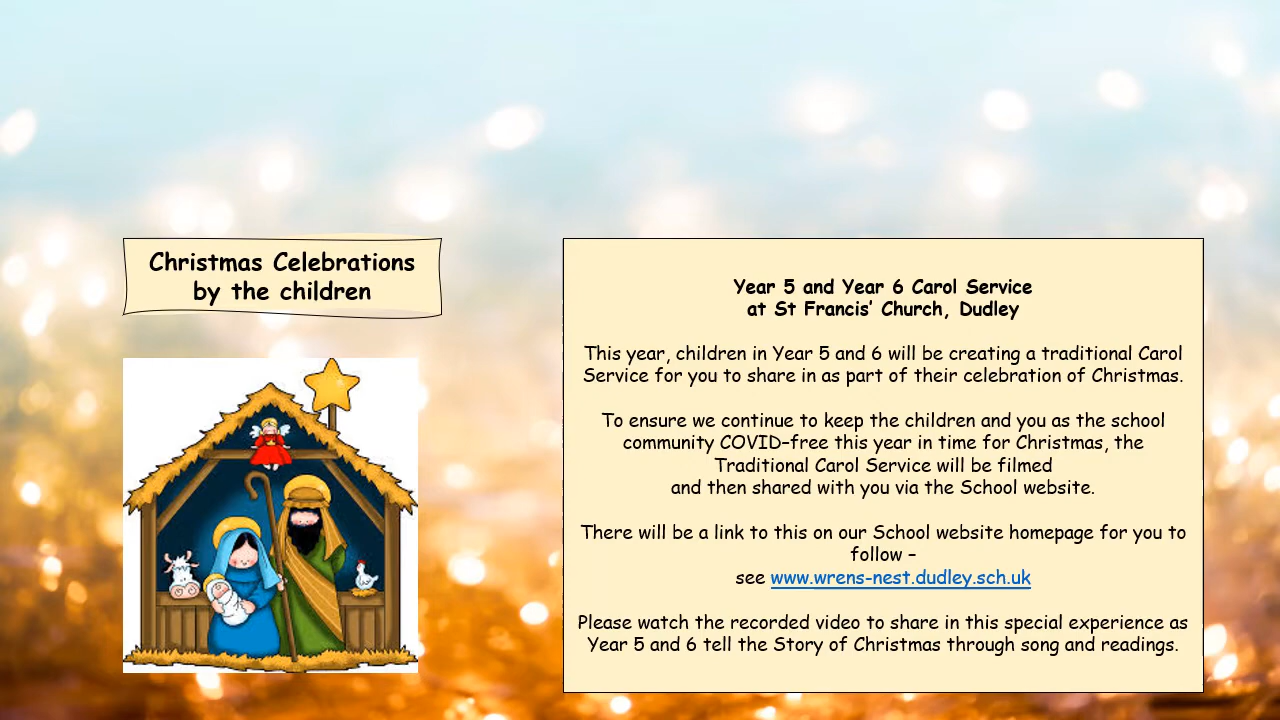 Christmas Celebrations
by the children
Year 5 and Year 6 Carol Service
at St Francis’ Church, Dudley
This year, children in Year 5 and 6 will be creating a traditional Carol
Service for you to share in as part of their celebration of Christmas.
To ensure we continue to keep the children and you as the school
community COVID–free this year in time for Christmas, the
Traditional Carol Service will be filmed
and then shared with you via the School website.
There will be a link to this on our School website homepage for you to
follow –
see www.wrens-nest.dudley.sch.uk
Please watch the recorded video to share in this special experience as
Year 5 and 6 tell the Story of Christmas through song and readings.